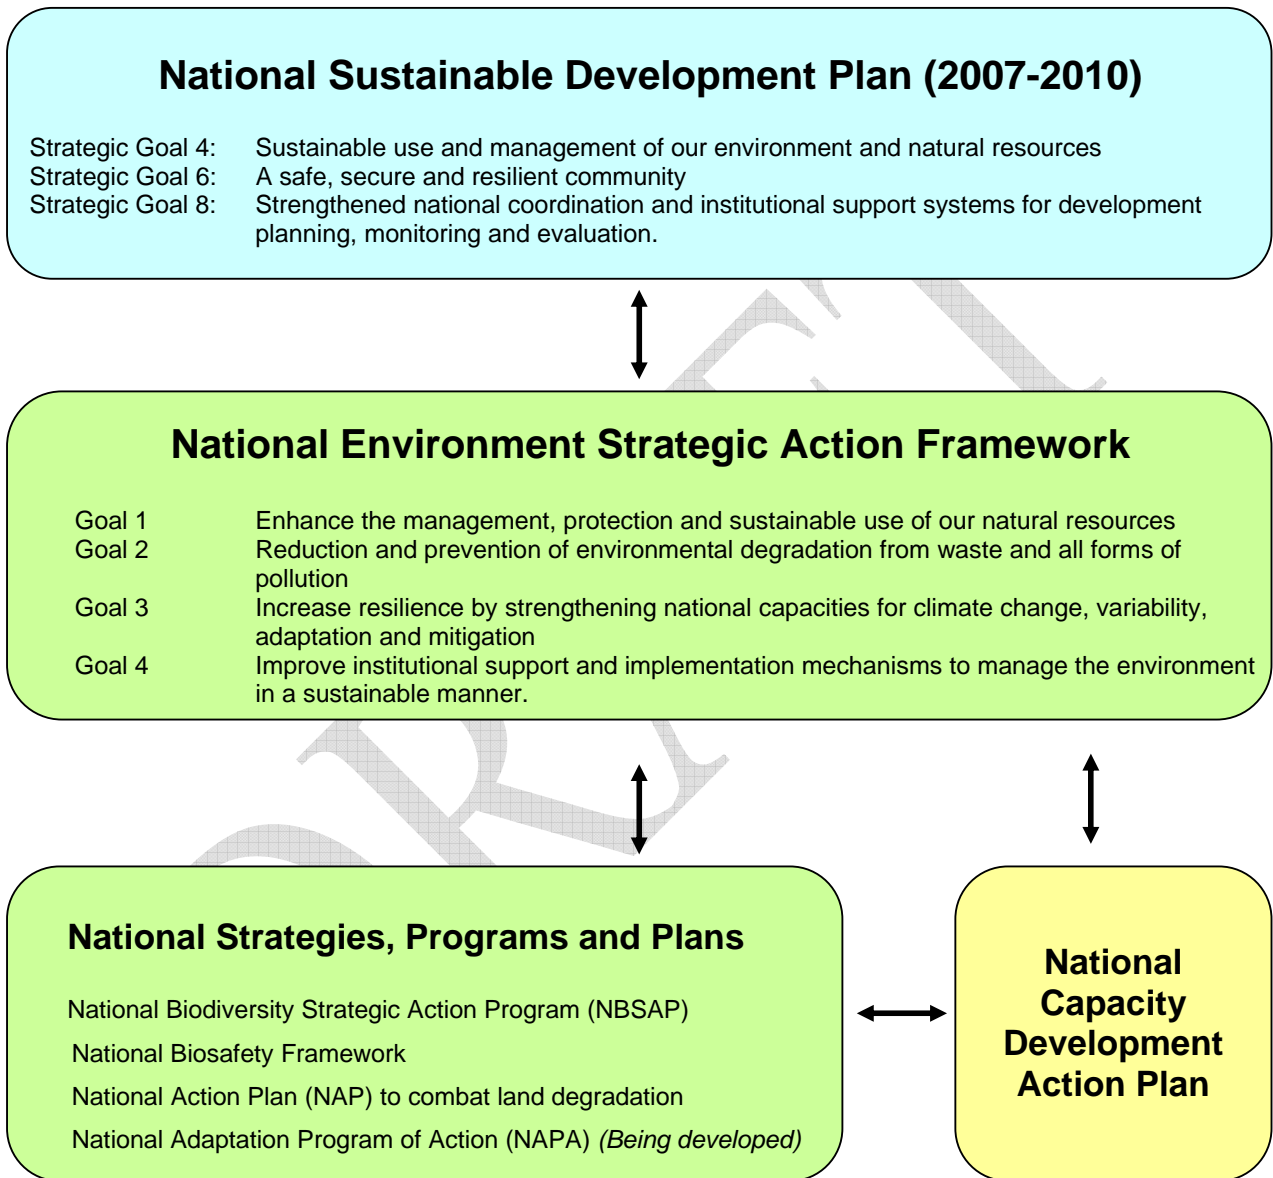 National Sustainable Development Plan (2007-2010)
Strategic Goal 4: Sustainable use and management of our environment and natural resources
Strategic Goal 6: A safe, secure and resilient community
Strategic Goal 8: Strengthened national coordination and institutional support systems for development
planning, monitoring and evaluation.
National Environment Strategic Action Framework
Goal 1 Enhance the management, protection and sustainable use of our natural resources
Goal 2 Reduction and prevention of environmental degradation from waste and all forms of
pollution
Goal 3 Increase resilience by strengthening national capacities for climate change, variability,
adaptation and mitigation
Goal 4 Improve institutional support and implementation mechanisms to manage the environment
in a sustainable manner.
National Strategies, Programs and Plans
National Biodiversity Strategic Action Program (NBSAP)
National Biosafety Framework
National Action Plan (NAP) to combat land degradation
National Adaptation Program of Action (NAPA) (Being developed)
National
Capacity
Development
Action Plan
DRAFT